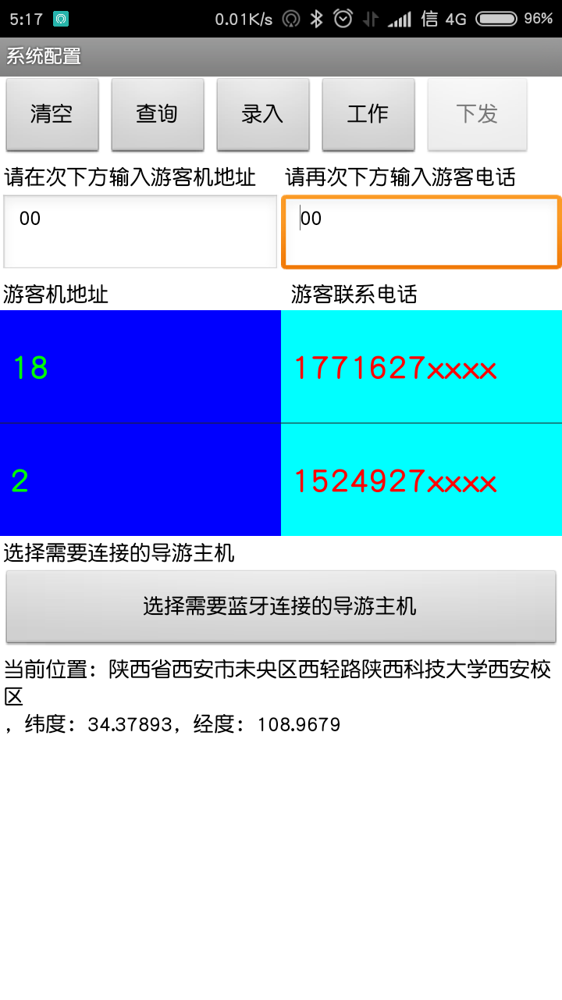 5:17 0.01K/s 信 4G 96%
系统配置
清空 查询 录入 工作 下发
请在次下方输入游客机地址 请再次下方输入游客电话
00 00
游客机地址 游客联系电话
18 1771627xxxx
2 1524927xxxx
选择需要连接的导游主机
选择需要蓝牙连接的导游主机
当前位置：陕西省西安市未央区西轻路陕西科技大学西安校
区
，纬度：34.37893，经度：108.9679